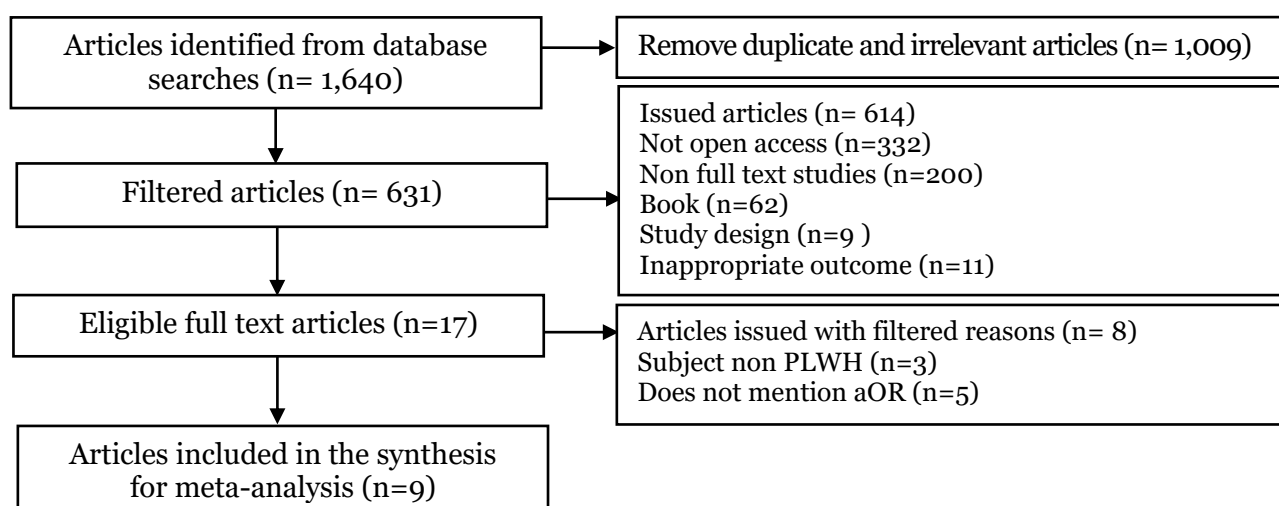 Articles identified from database
searches (n= 1,640)
Remove duplicate and irrelevant articles (n= 1,009)
Filtered articles (n= 631)
Issued articles (n= 614)
Not open access (n=332)
Non full text studies (n=200)
Book (n=62)
Study design (n=9 )
Inappropriate outcome (n=11)
Eligible full text articles (n=17)
Articles issued with filtered reasons (n= 8)
Subject non PLWH (n=3)
Does not mention aOR (n=5)
Articles included in the synthesis
for meta-analysis (n=9)